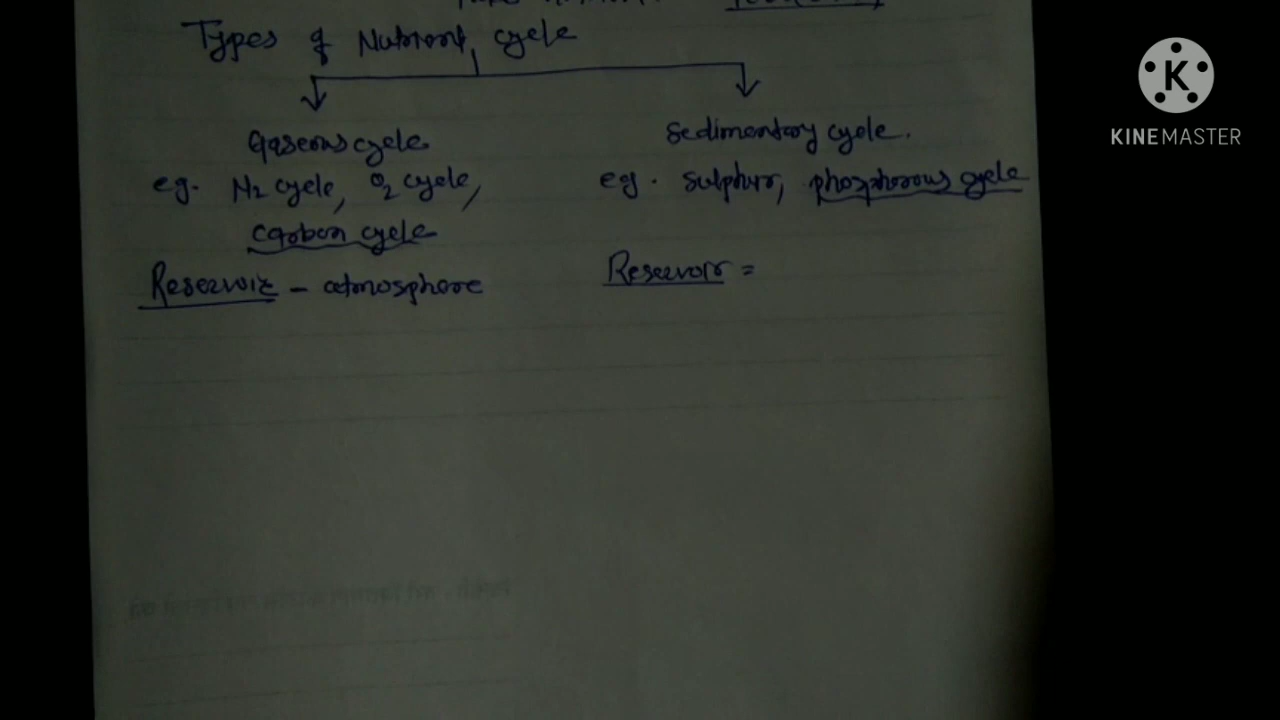 Types of Nutrient cycle
Gaseous cycle
eg. N2 cycle, O2 cycle,
Carbon cycle
Reservoir - atmosphere
Sedimentary cycle.
eg. Sulphur, phosphorous cycle
Reservoir =
K
KINEMASTER